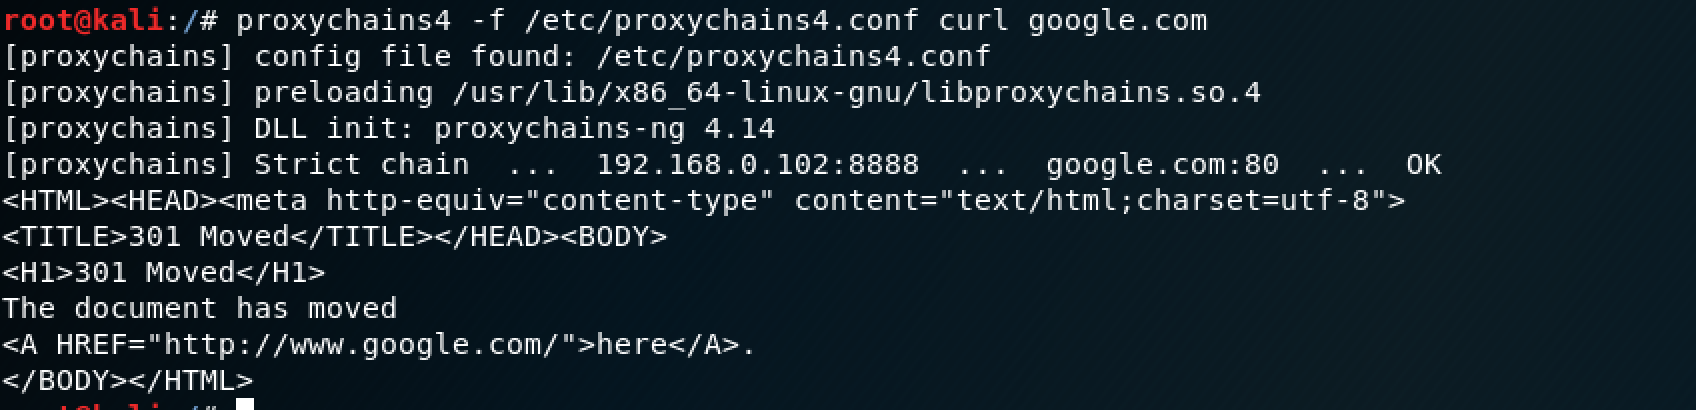 root@kali:/# proxychains4 -f /etc/proxychains4.conf curl google.com
[proxychains] config file found: /etc/proxychains4.conf
[proxychains] preloading /usr/lib/x86_64-linux-gnu/libproxychains.so.4
[proxychains] DLL init: proxychains-ng 4.14
[proxychains] Strict chain  ...  192.168.0.102:8888  ...  google.com:80  ...  OK
<HTML><HEAD><meta http-equiv="content-type" content="text/html;charset=utf-8">
<TITLE>301 Moved</TITLE></HEAD><BODY>
<H1>301 Moved</H1>
The document has moved
<A HREF="http://www.google.com/">here</A>.
</BODY></HTML>
root@kali:/#